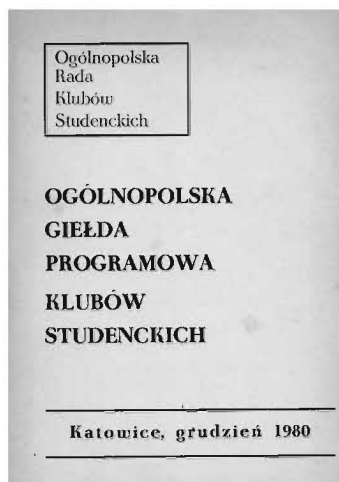 Ogólnopolska
Rada
Klubów
Studenckich
OGÓLNOPOLSKA
GIEŁDA
PROGRAMOWA
KLUBÓW
STUDENCKICH
Katowice, grudzień 1980